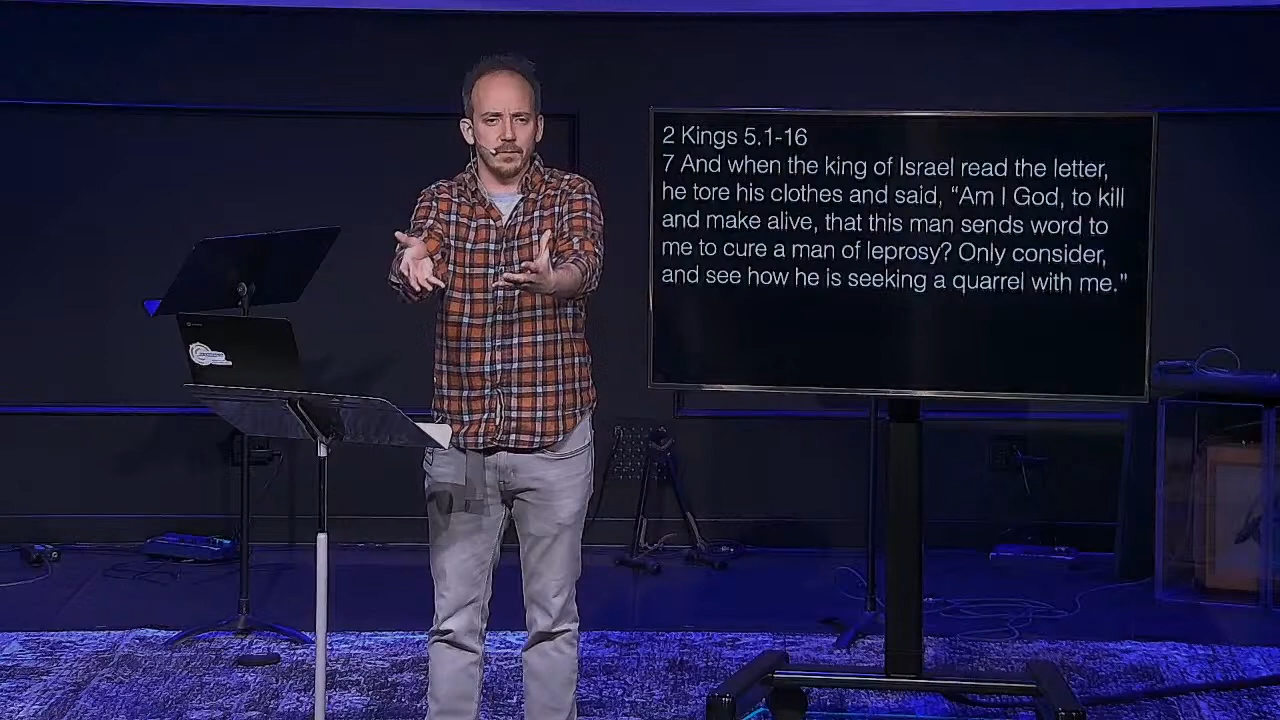 2 Kings 5.1-16
7 And when the king of Israel read the letter,
he tore his clothes and said, “Am I God, to kill
and make alive, that this man sends word to
me to cure a man of leprosy? Only consider,
and see how he is seeking a quarrel with me."